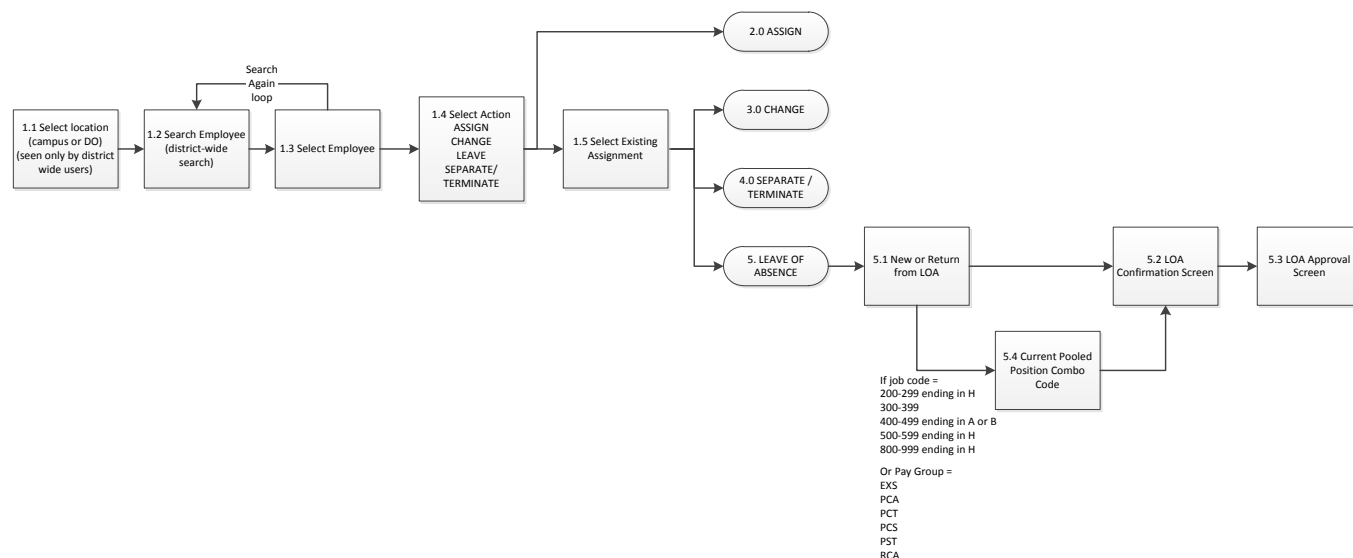 2.0 ASSIGN
Search
Again
loop
1.1 Select location
(campus or DO)
(seen only by district
wide users)
1.2 Search Employee
(district-wide
search)
1.3 Select Employee
1.4 Select Action
ASSIGN
CHANGE
LEAVE
SEPARATE/
TERMINATE
1.5 Select Existing
Assignment
3.0 CHANGE
4.0 SEPARATE /
TERMINATE
5. LEAVE OF
ABSENCE
5.1 New or Return
from LOA
5.2 LOA
Confirmation Screen
5.3 LOA Approval
Screen
5.4 Current Pooled
Position Combo
Code
If job code =
200-299 ending in H
300-399
400-499 ending in A or B
500-599 ending in H
800-999 ending in H
Or Pay Group =
EXS
PCA
PCT
PCS
PST
RCA